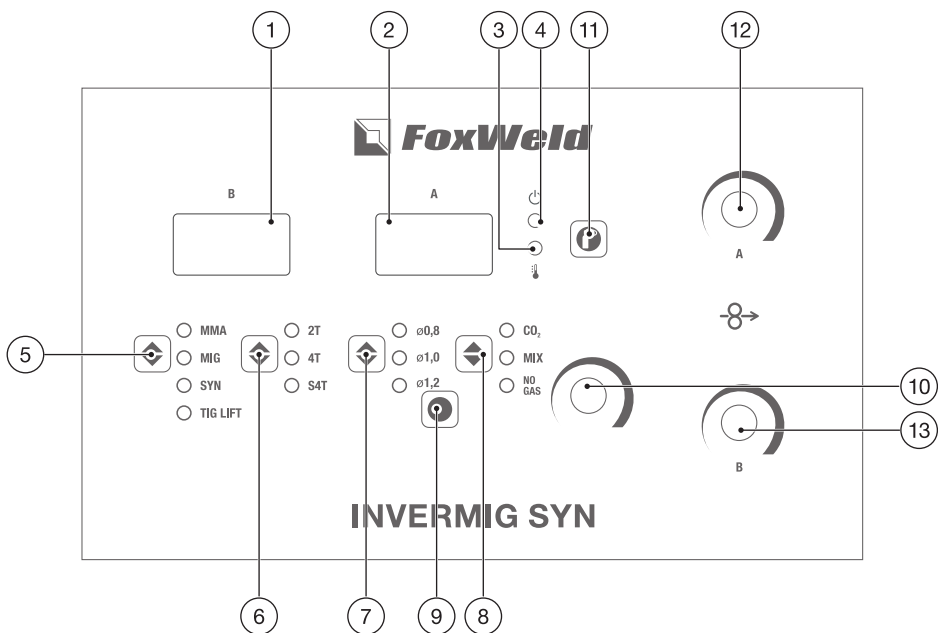 1 2 3 4 11 12
FoxWeld
В А
А
MMA 2T ø0,8 CO₂
MIG 4T ø1,0 MIX
SYN S4T ø1,2 NO GAS
TIG LIFT
5
10
13
В
INVERMIG SYN
6 7 9 8